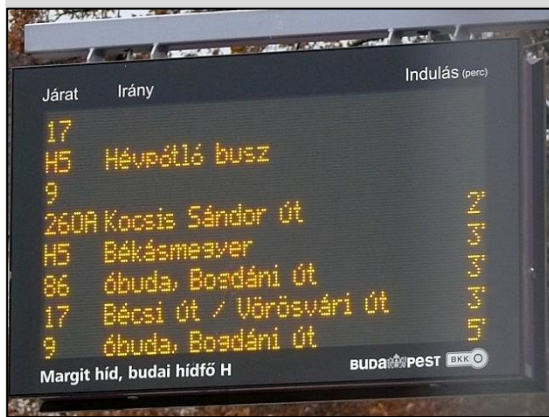 Járat Irány Indulás (perc)
17
H5 Hévpótló busz
9
260A Kocsis Sándor út 2'
H5 Békásmegyer 3'
86 óbuda, Bogdáni út 3'
17 Bécsi út / Vörösvári út 3'
9 óbuda, Bogdáni út 5'
Margit híd, budai hídfő H BUDAPEST BKK